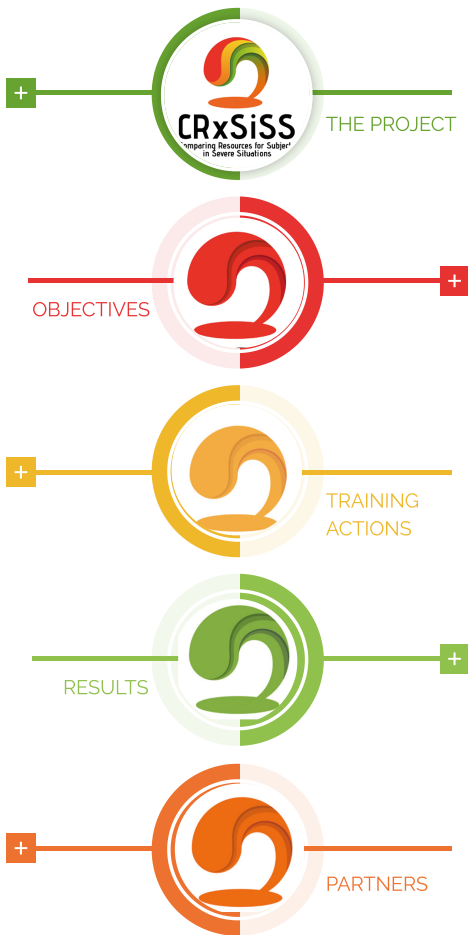 +
CRxSiSS
Comparing Resources for Subject
in Severe Situations
THE PROJECT
OBJECTIVES
+
+
TRAINING
ACTIONS
RESULTS
+
+
PARTNERS